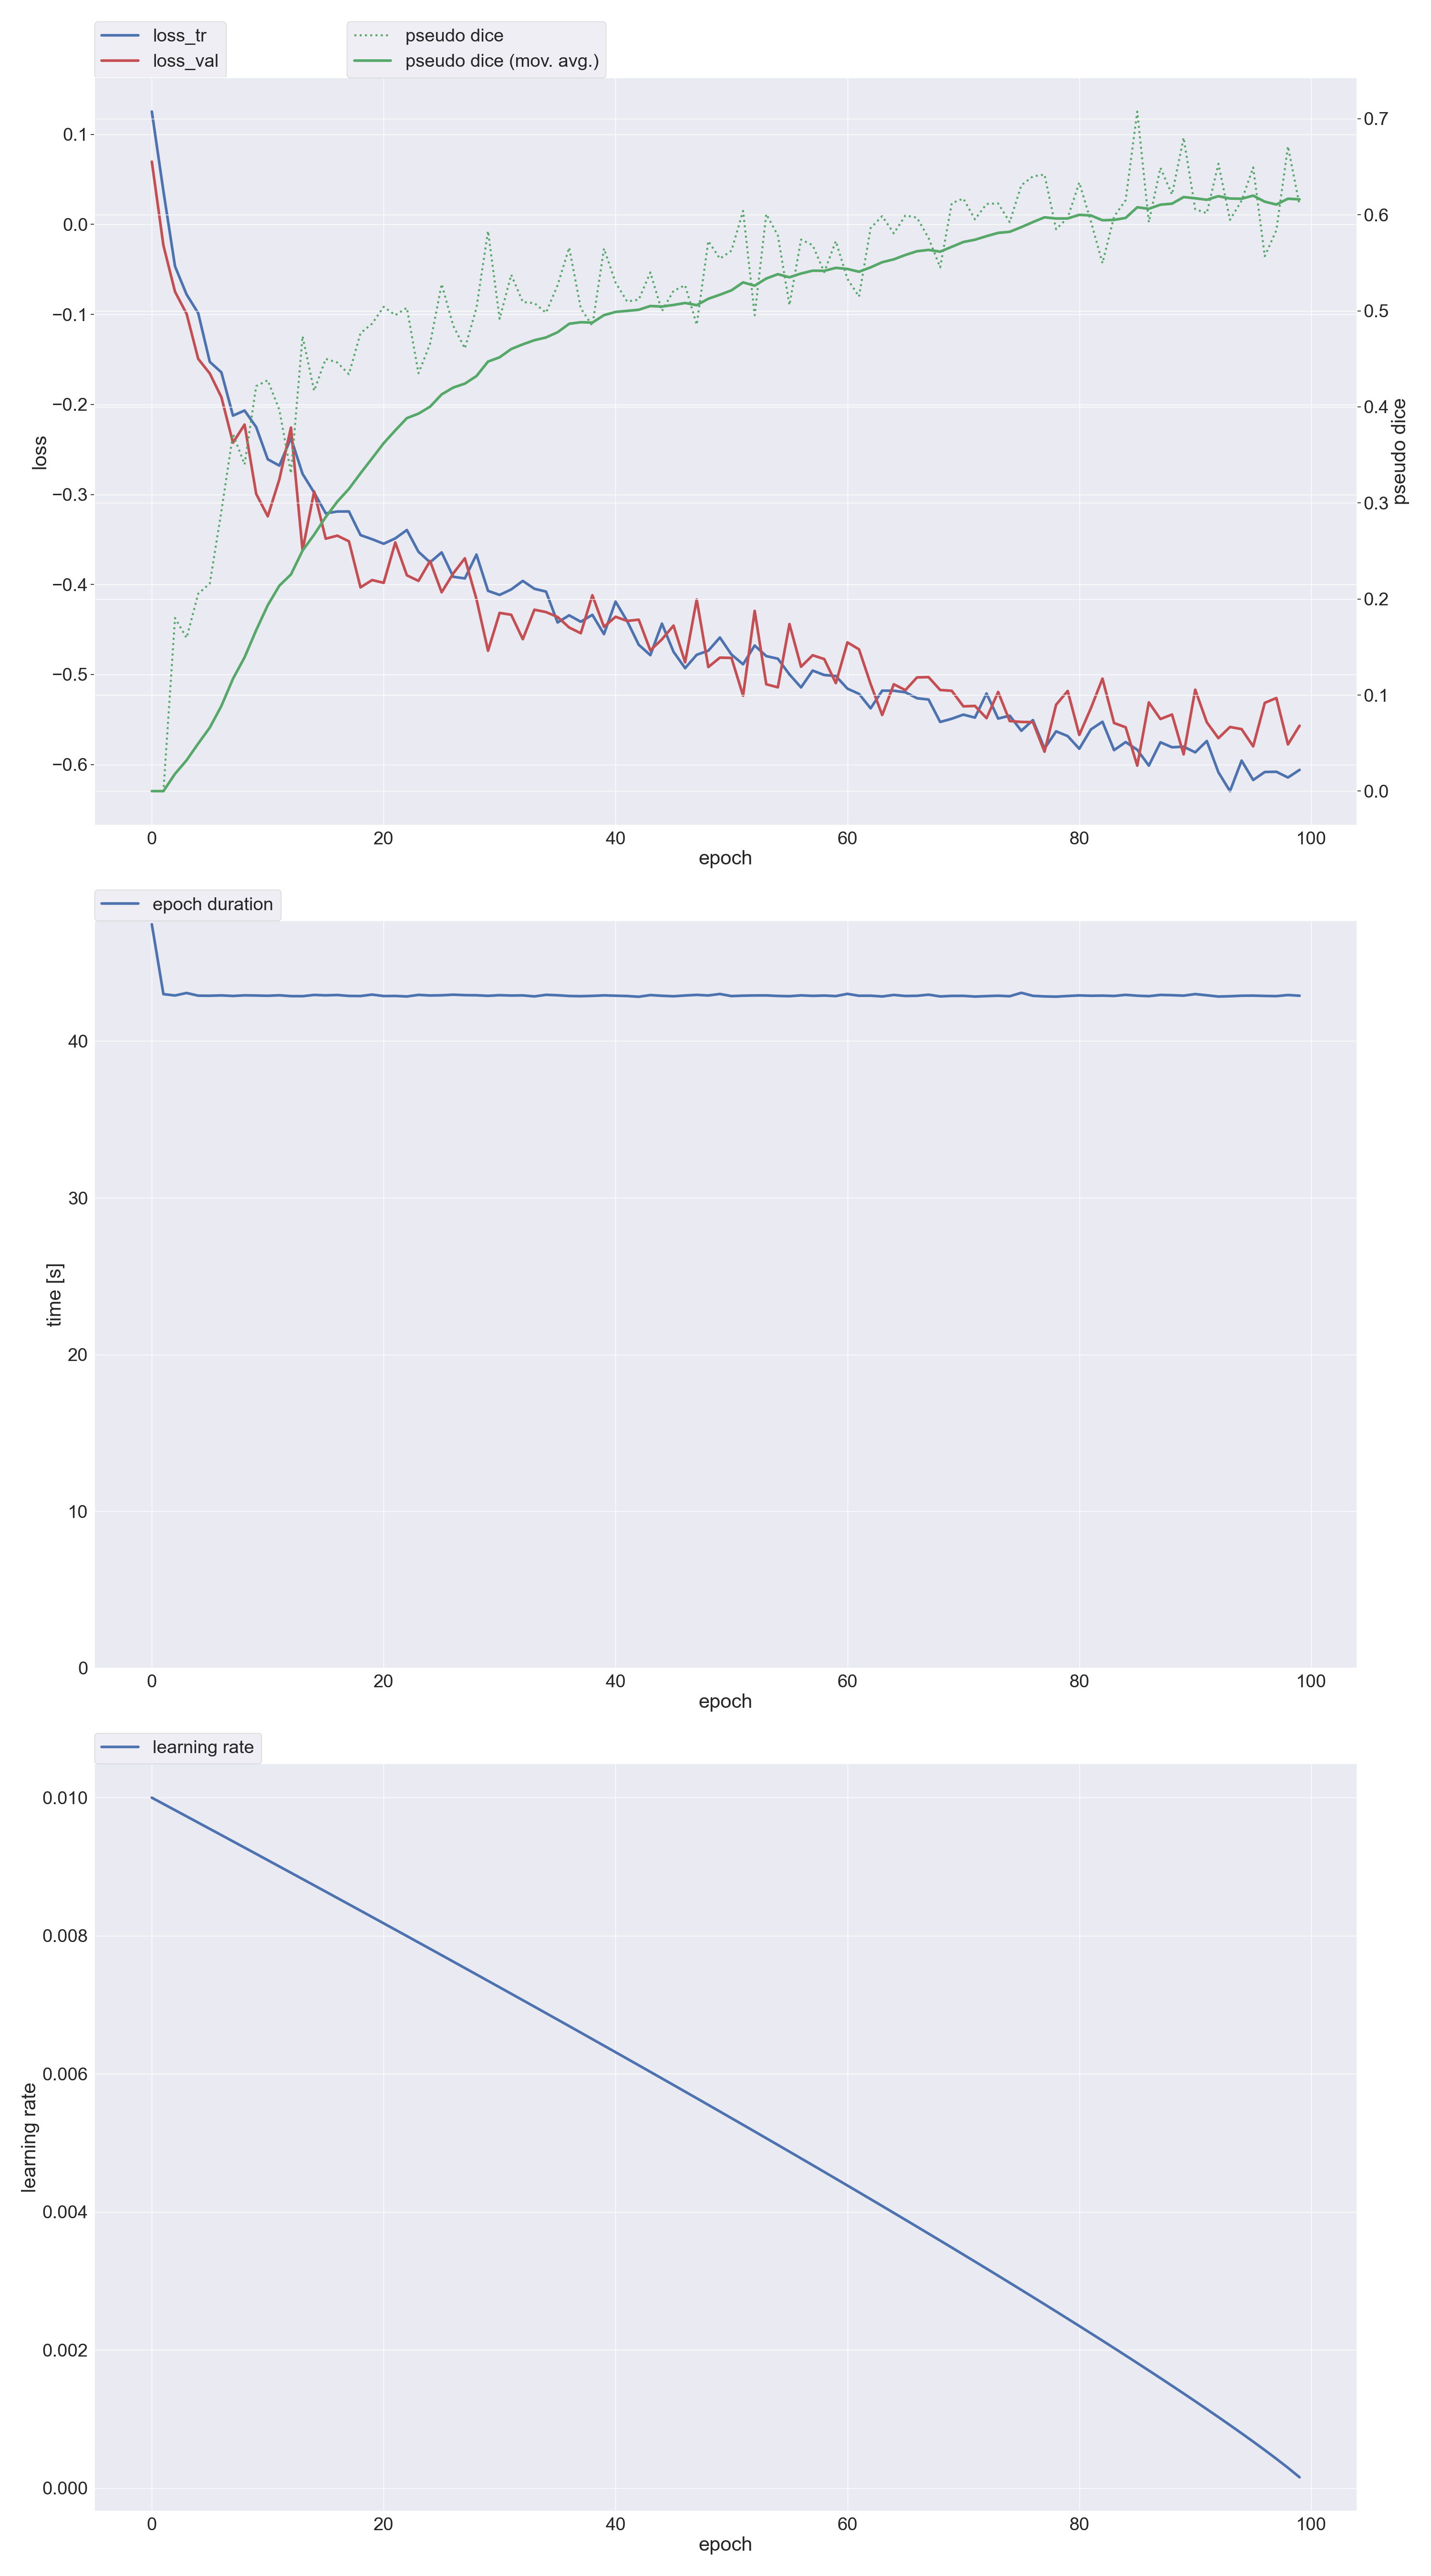 loss_tr
loss_val
pseudo dice
pseudo dice (mov. avg.)
0.1
0.0
−0.1
−0.2
−0.3
−0.4
−0.5
−0.6
loss
0.7
0.6
0.5
0.4
0.3
0.2
0.1
0.0
pseudo dice
0 20 40 60 80 100
epoch
epoch duration
40
30
20
10
0
time [s]
0 20 40 60 80 100
epoch
learning rate
0.010
0.008
0.006
0.004
0.002
0.000
learning rate
0 20 40 60 80 100
epoch